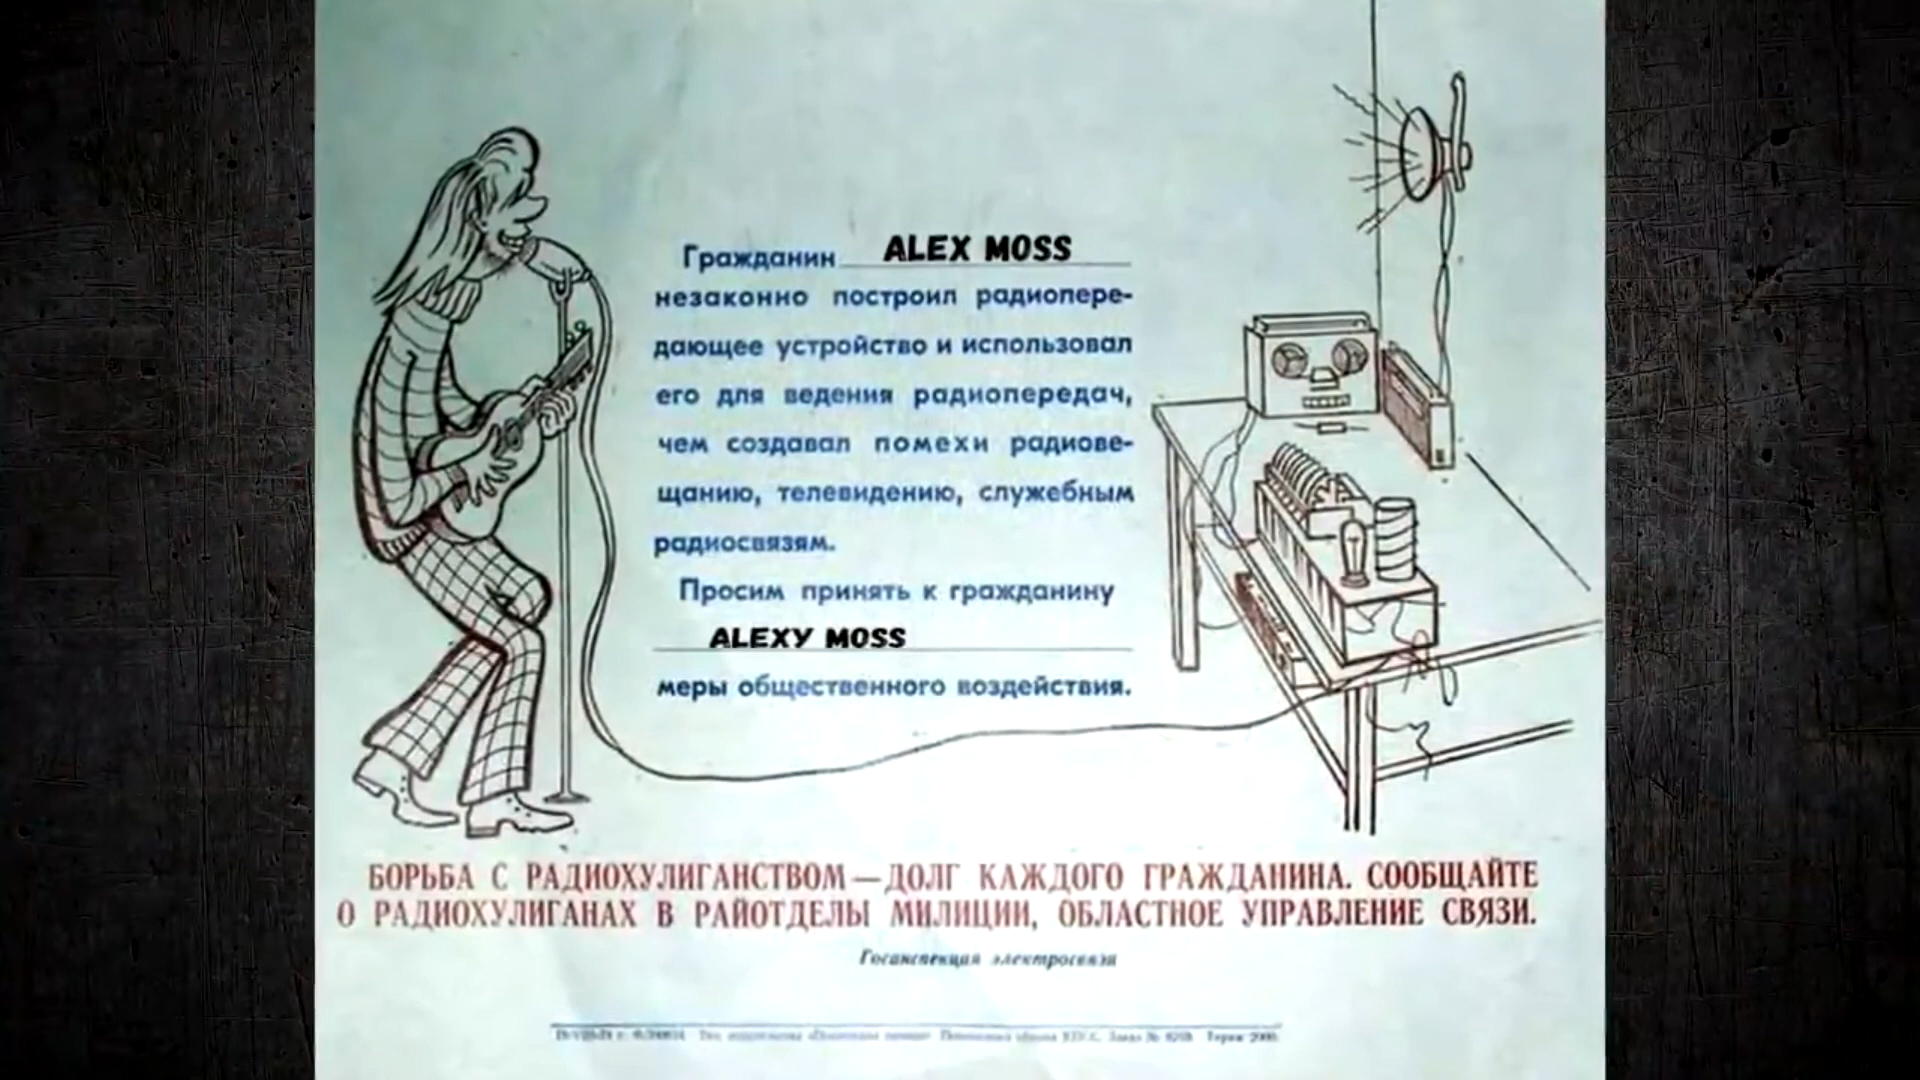 Гражданин ALEX MOSS
незаконно построил радиопере-
дающее устройство и использовал
его для ведения радиопередач,
чем создавал помехи радиове-
щанию, телевидению, служебным
радиосвязям.
Просим принять к гражданину
ALEXY MOSS
меры общественного воздействия.
БОРЬБА С РАДИОХУЛИГАНСТВОМ — ДОЛГ КАЖДОГО ГРАЖДАНИНА. СООБЩАЙТЕ
О РАДИОХУЛИГАНАХ В РАЙОТДЕЛЫ МИЛИЦИИ, ОБЛАСТНОЕ УПРАВЛЕНИЕ СВЯЗИ.
Госинспекция электросвязи